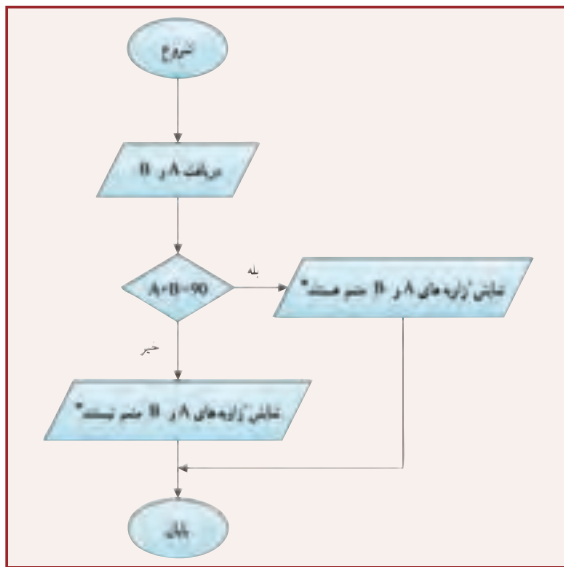 شروع
دریافت A و B
A+B=90
بله
نمایش "زاویه های A و B متمم هستند"
خیر
نمایش "زاویه های A و B متمم نیستند"
پایان